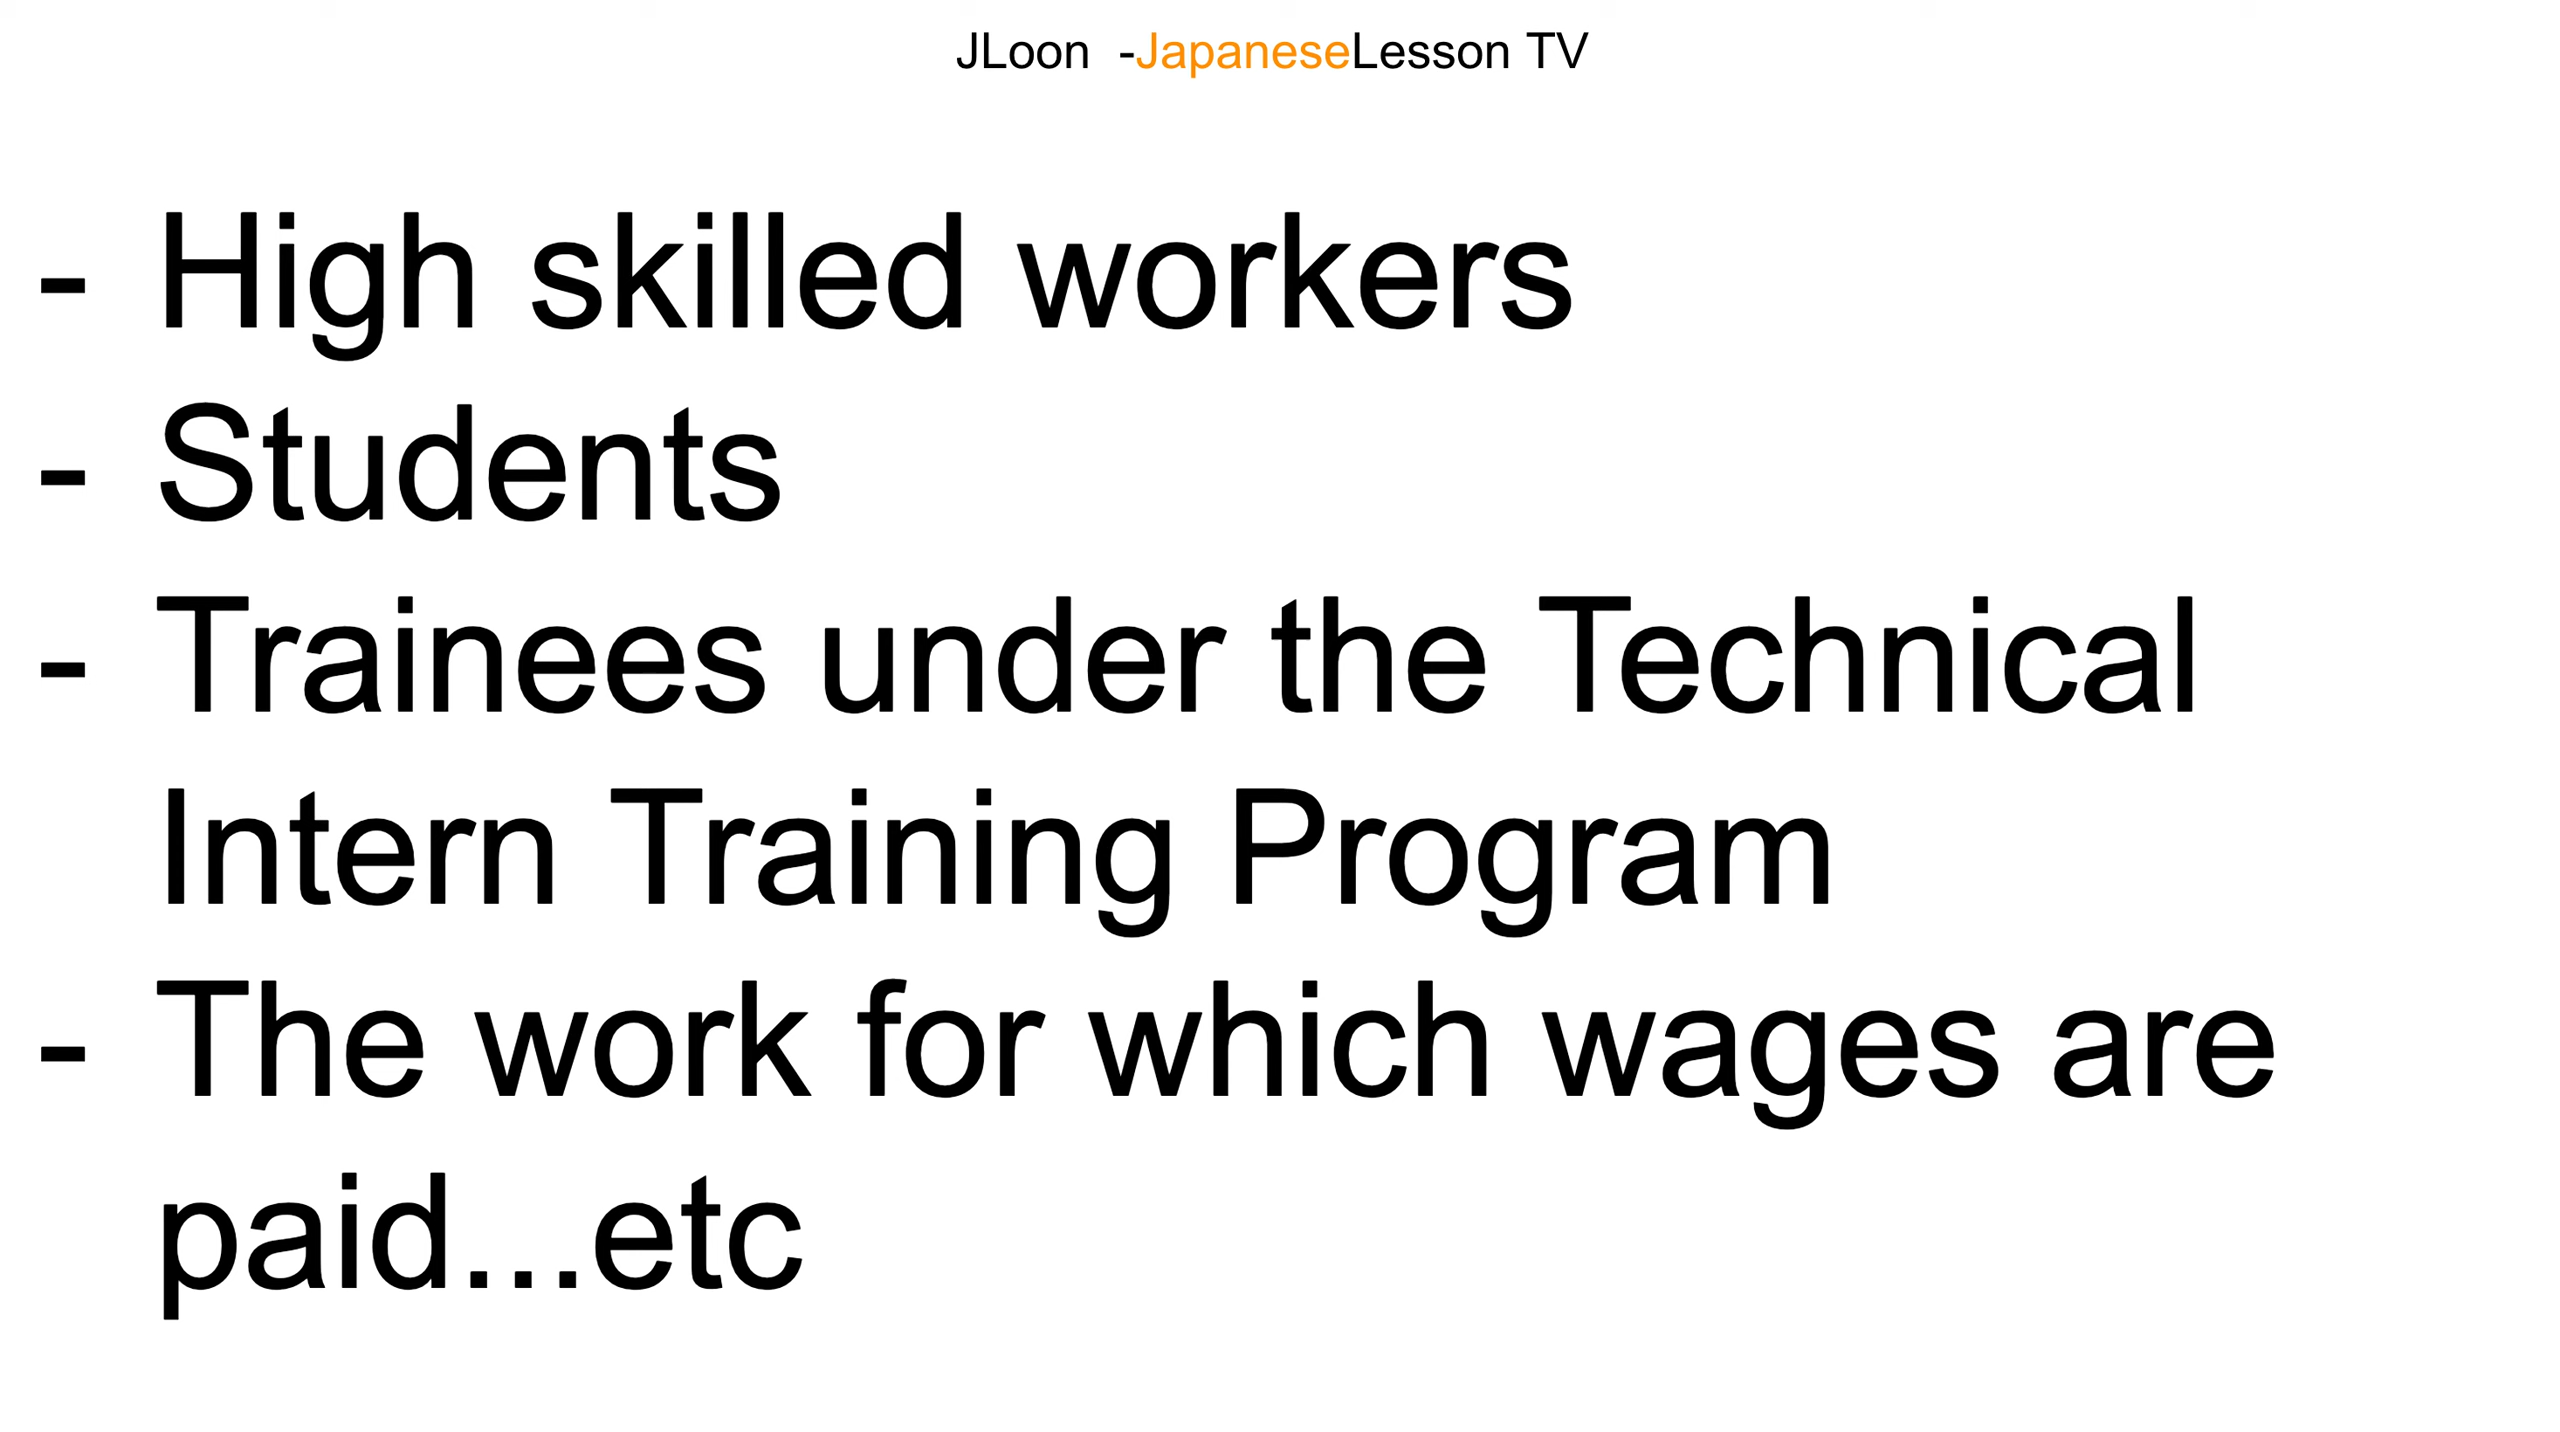 JLoon -JapaneseLesson TV
- High skilled workers
- Students
- Trainees under the Technical
Intern Training Program
- The work for which wages are
paid...etc